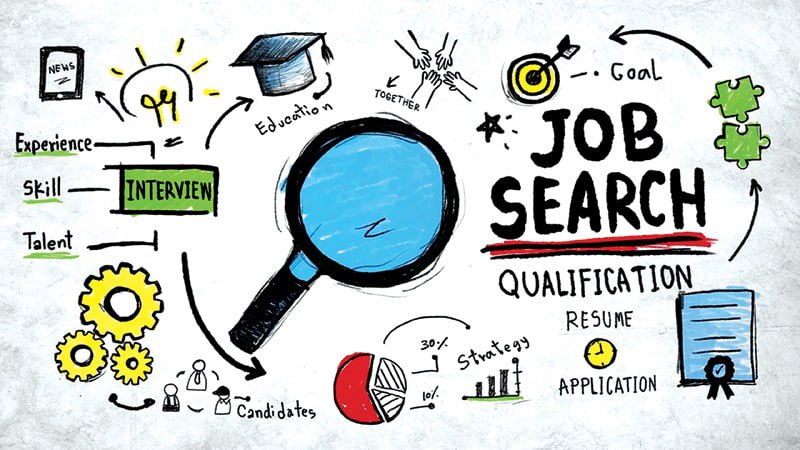 NEWS
Experience
Skill
Talent
INTERVIEW
Education
TOGETHER
GOAL
JOB
SEARCH
QUALIFICATION
RESUME
APPLICATION
30%
10%
Strategy
Candidates